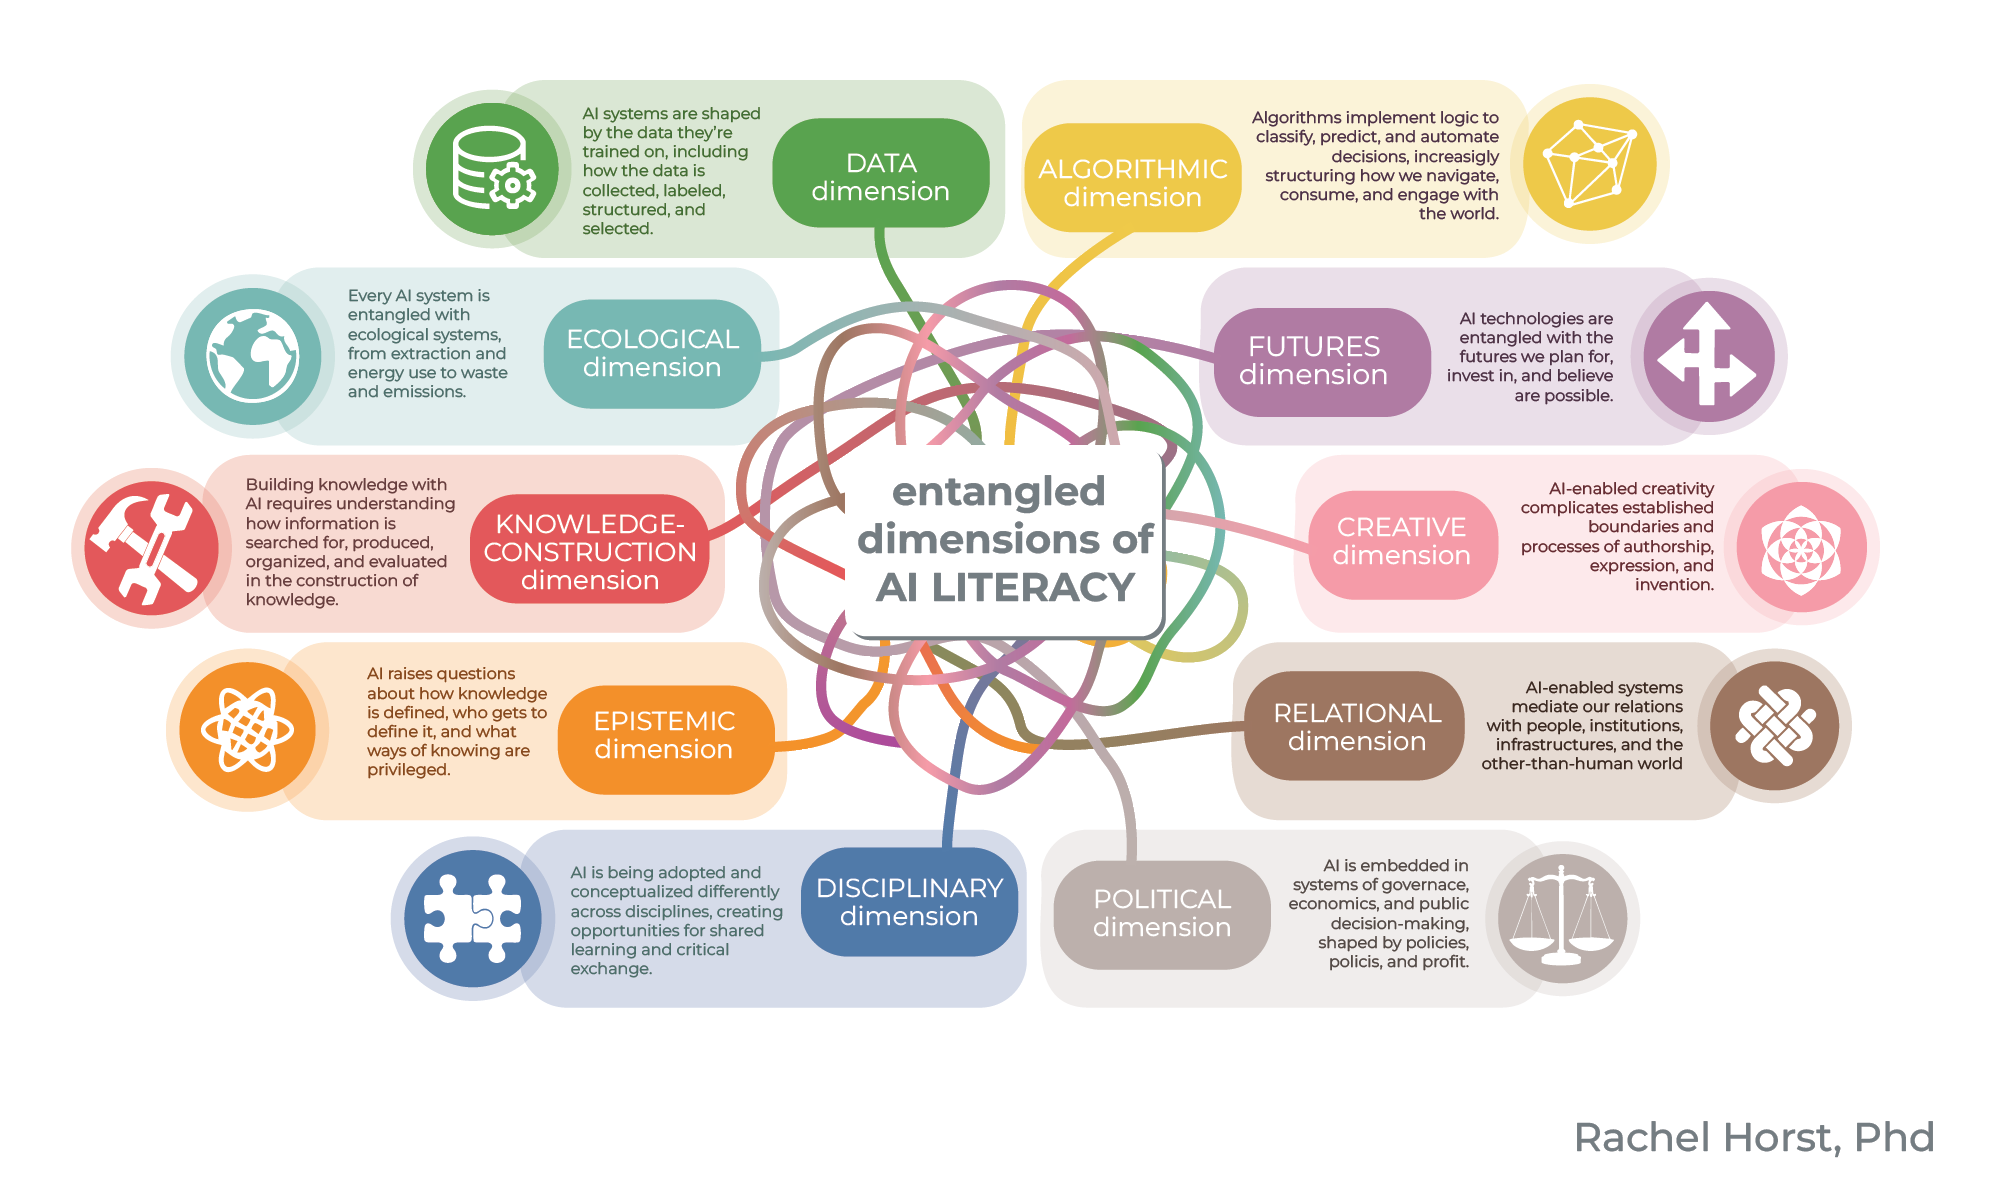 AI systems are shaped
by the data they're
trained on, including
how the data is
collected, labeled,
structured, and
selected.
DATA
dimension
ALGORITHMIC
dimension
Algorithms implement logic to
classify, predict, and automate
decisions, increasigly
structuring how we navigate,
consume, and engage with
the world.
Every AI system is
entangled with
ecological systems,
from extraction and
energy use to waste
and emissions.
ECOLOGICAL
dimension
FUTURES
dimension
AI technologies are
entangled with the
futures we plan for,
invest in, and believe
are possible.
Building knowledge with
AI requires understanding
how information is
searched for, produced,
organized, and evaluated
in the construction of
knowledge.
KNOWLEDGE-
CONSTRUCTION
dimension
entangled
dimensions of
AI LITERACY
CREATIVE
dimension
AI-enabled creativity
complicates established
boundaries and
processes of authorship,
expression, and
invention.
AI raises questions
about how knowledge
is defined, who gets to
define it, and what
ways of knowing are
privileged.
EPISTEMIC
dimension
RELATIONAL
dimension
AI-enabled systems
mediate our relations
with people, institutions,
infrastructures, and the
other-than-human world
AI is being adopted and
conceptualized differently
across disciplines, creating
opportunities for shared
learning and critical
exchange.
DISCIPLINARY
dimension
POLITICAL
dimension
AI is embedded in
systems of governace,
economics, and public
decision-making,
shaped by policies,
policis, and profit.
Rachel Horst, Phd